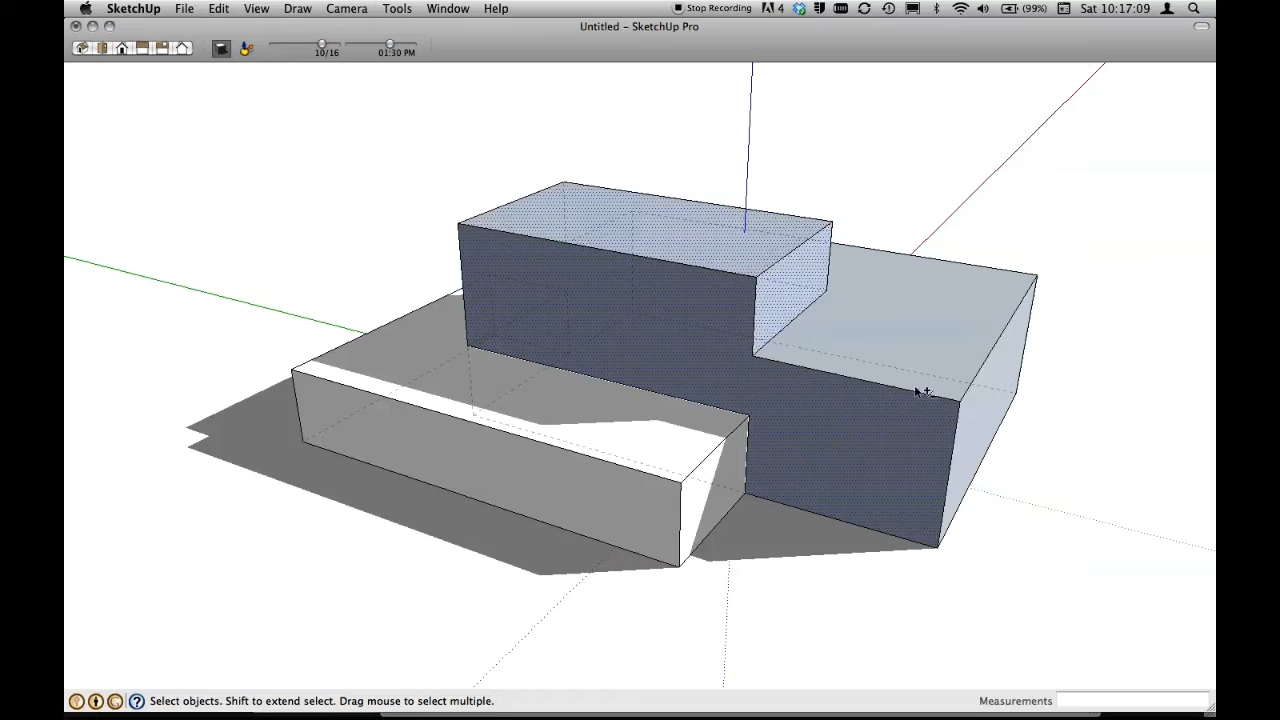 SketchUp File Edit View Draw Camera Tools Window Help Stop Recording 4 (99%) Sat 10:17:09
Untitled - SketchUp Pro
10/16 01:30 PM
Select objects. Shift to extend select. Drag mouse to select multiple. Measurements